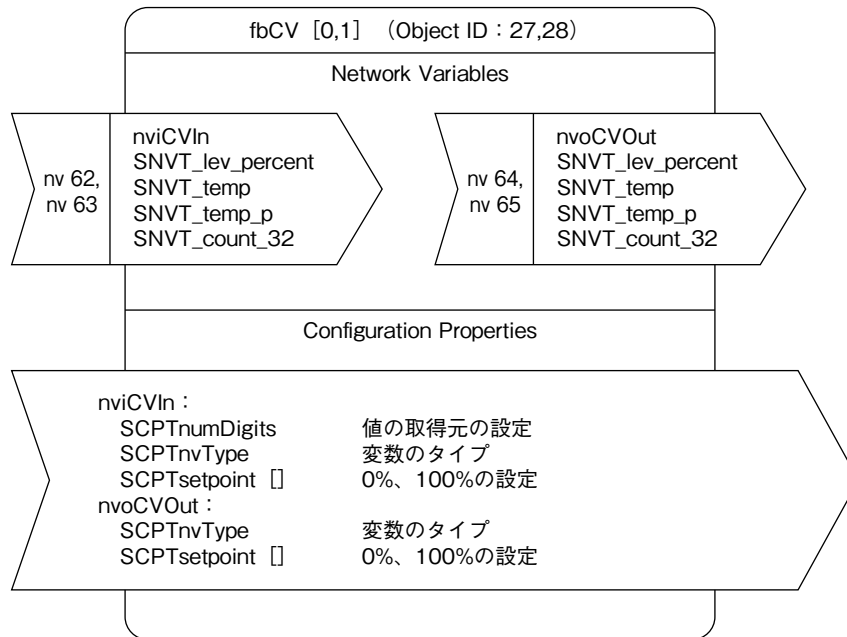 fbCV［0,1］（Object ID：27,28）
Network Variables
nv 62,
nv 63
nviCVIn
SNVT_lev_percent
SNVT_temp
SNVT_temp_p
SNVT_count_32
nv 64,
nv 65
nvoCVOut
SNVT_lev_percent
SNVT_temp
SNVT_temp_p
SNVT_count_32
Configuration Properties
nviCVIn：
SCPTnumDigits 値の取得元の設定
SCPTnvType 変数のタイプ
SCPTsetpoint［］ 0%、100%の設定
nvoCVOut：
SCPTnvType 変数のタイプ
SCPTsetpoint［］ 0%、100%の設定